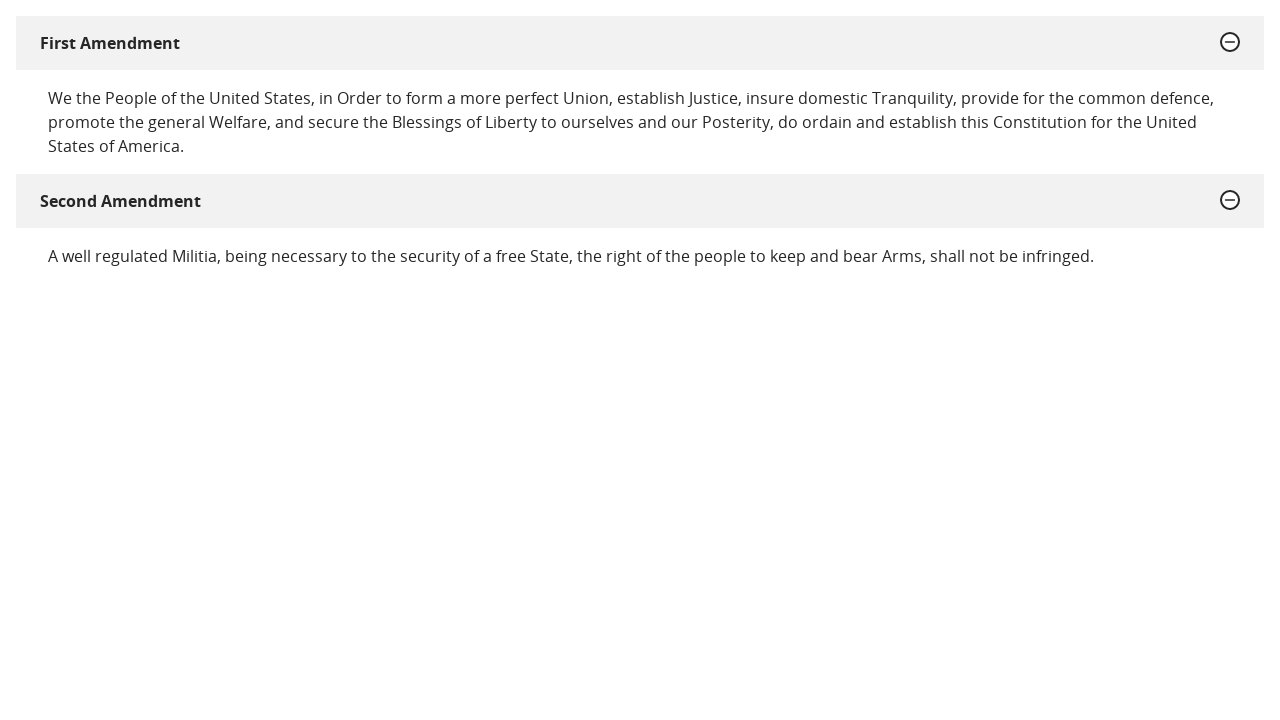 First Amendment
We the People of the United States, in Order to form a more perfect Union, establish Justice, insure domestic Tranquility, provide for the common defence,
promote the general Welfare, and secure the Blessings of Liberty to ourselves and our Posterity, do ordain and establish this Constitution for the United
States of America.
Second Amendment
A well regulated Militia, being necessary to the security of a free State, the right of the people to keep and bear Arms, shall not be infringed.